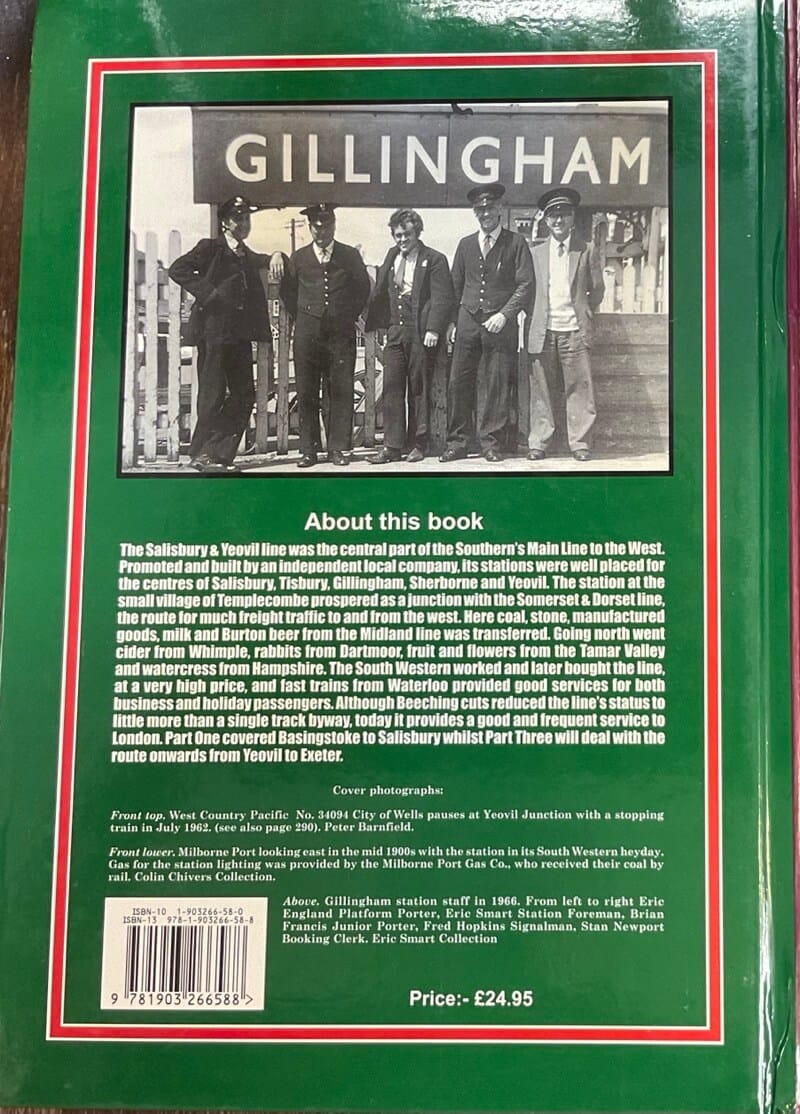 GILLINGHAM
About this book
The Salisbury & Yeovil line was the central part of the Southern's Main Line to the West.
Promoted and built by an independent local company, its stations were well placed for
the centres of Salisbury, Tisbury, Gillingham, Sherborne and Yeovil. The station at the
small village of Templecombe prospered as a junction with the Somerset & Dorset line,
the route for much freight traffic to and from the west. Here coal, stone, manufactured
goods, milk and Burton beer from the Midland line was transferred. Going north went
cider from Whimple, rabbits from Dartmoor, fruit and flowers from the Tamar Valley
and watercress from Hampshire. The South Western worked and later bought the line,
at a very high price, and fast trains from Waterloo provided good services for both
business and holiday passengers. Although Beeching cuts reduced the line's status to
little more than a single track byway, today it provides a good and frequent service to
London. Part One covered Basingstoke to Salisbury whilst Part Three will deal with the
route onwards from Yeovil to Exeter.
Cover photographs:
Front top. West Country Pacific No. 34094 City of Wells pauses at Yeovil Junction with a stopping
train in July 1962. (see also page 290). Peter Barnfield.
Front lower. Milborne Port looking east in the mid 1900s with the station in its South Western heyday.
Gas for the station lighting was provided by the Milborne Port Gas Co., who received their coal by
rail. Colin Chivers Collection.
Above. Gillingham station staff in 1966. From left to right Eric
England Platform Porter, Eric Smart Station Foreman, Brian
Francis Junior Porter, Fred Hopkins Signalman, Stan Newport
Booking Clerk. Eric Smart Collection
ISBN-10 1-903266-58-0
ISBN-13 978-1-903266-58-8
9 781903 266588 >
Price:- £24.95